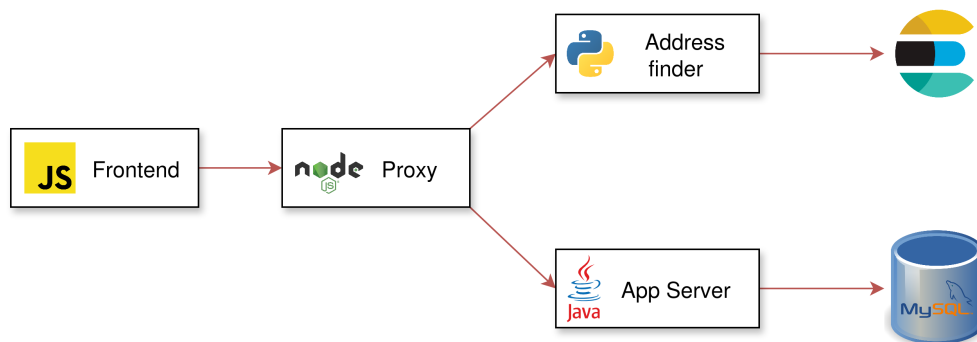 JS
Frontend
node
JS
Proxy
Address
finder
Java
App Server
MySQL